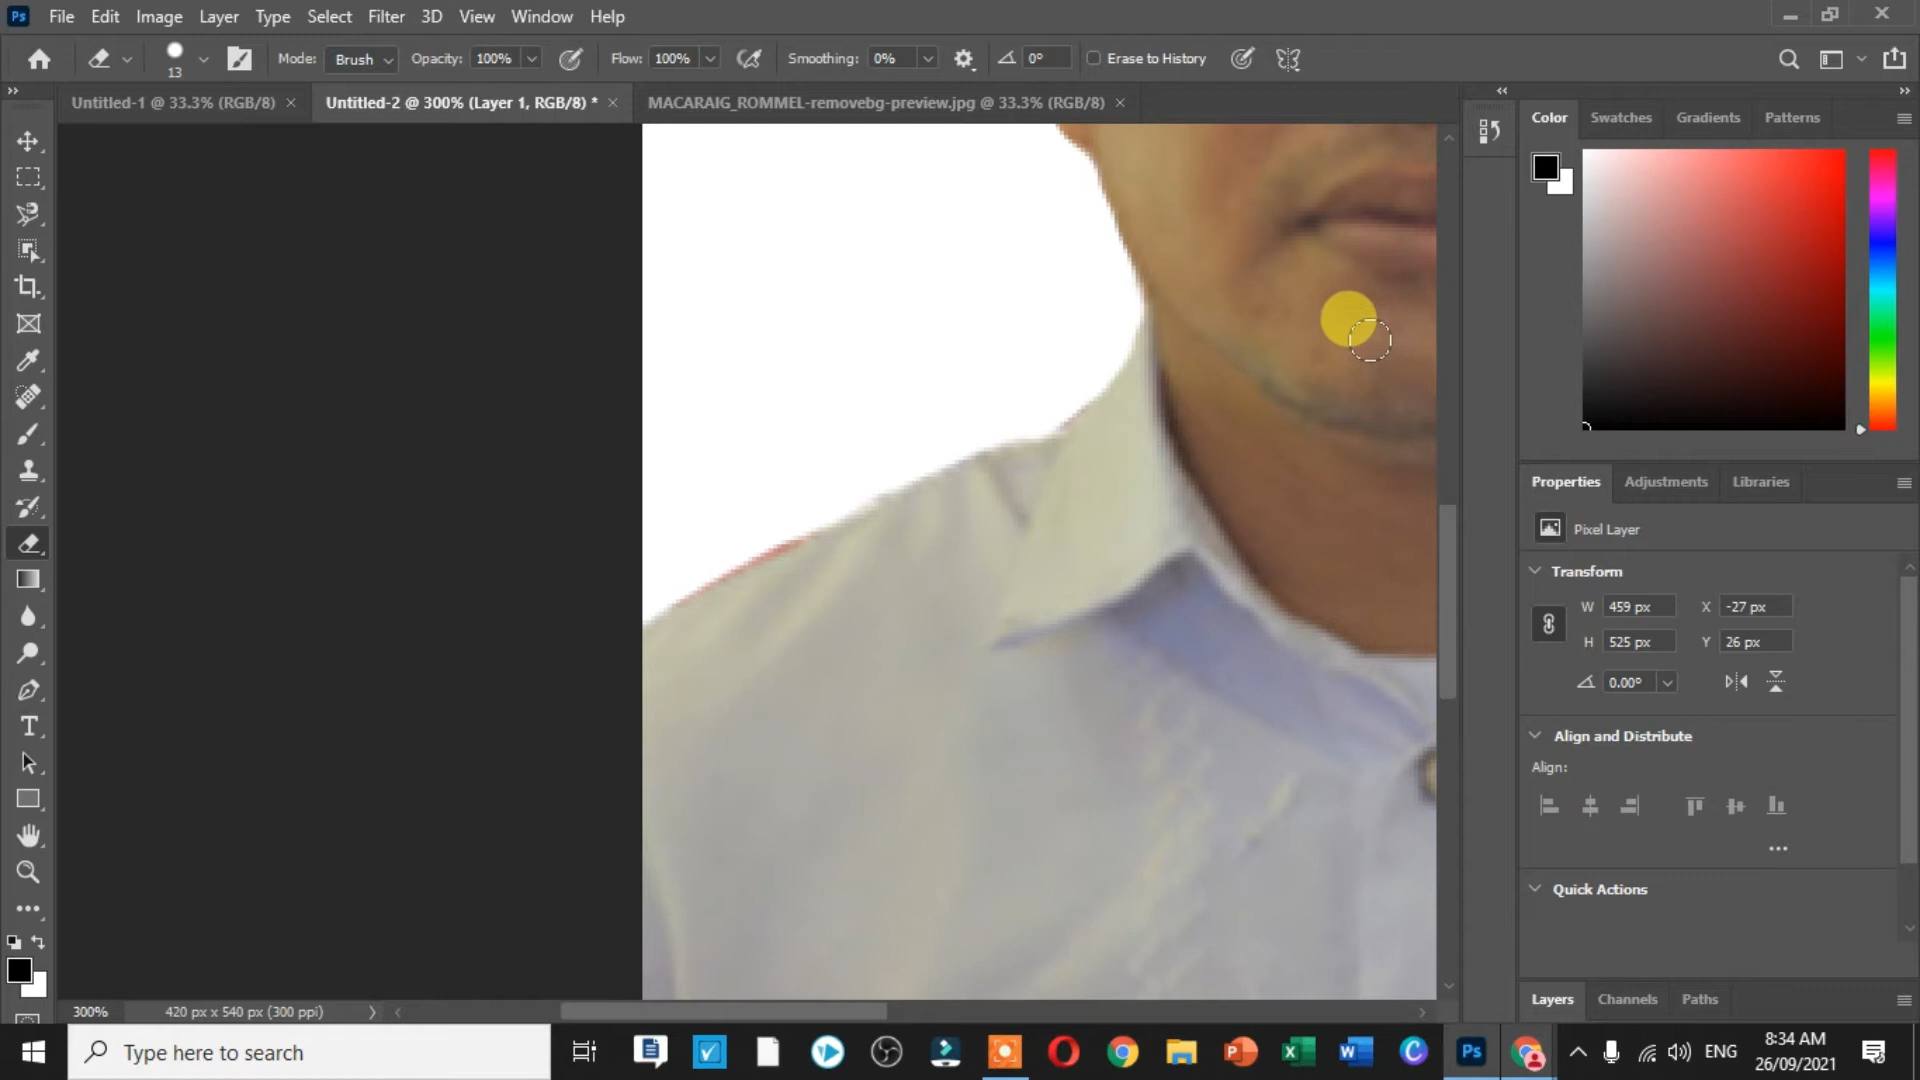 Ps File Edit Image Layer Type Select Filter 3D View Window Help
13 Mode: Brush Opacity: 100% Flow: 100% Smoothing: 0% 0° Erase to History
Untitled-1 @ 33.3% (RGB/8) × Untitled-2 @ 300% (Layer 1, RGB/8) * × MACARAIG_ROMMEL-removebg-preview.jpg @ 33.3% (RGB/8) ×
Color Swatches Gradients Patterns
Properties Adjustments Libraries
Pixel Layer
Transform
W 459 px X -27 px
H 525 px Y 26 px
0.00°
Align and Distribute
Align:
Quick Actions
Layers Channels Paths
300% 420 px x 540 px (300 ppi)
Type here to search
ENG
8:34 AM
26/09/2021